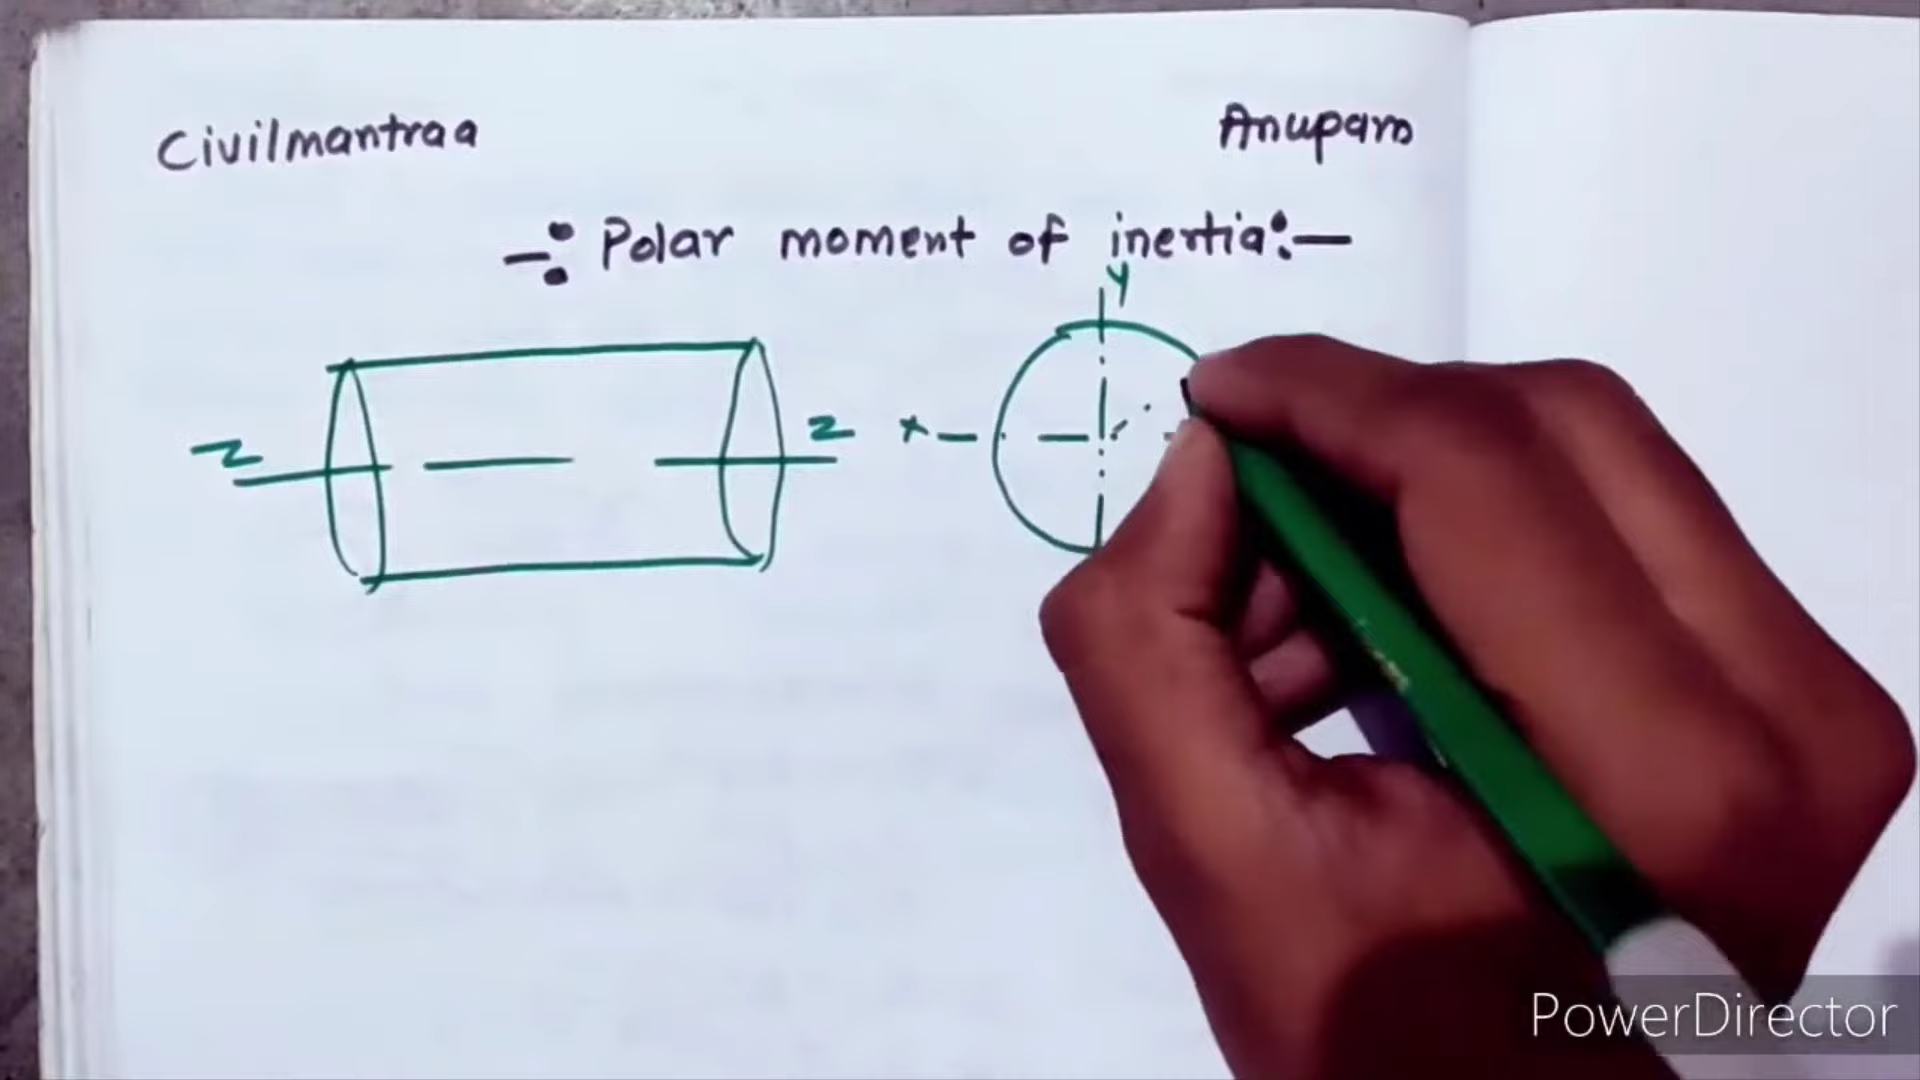 Civilmantraa
Anupam
-: Polar moment of inertia:-
y
z
z
x
PowerDirector